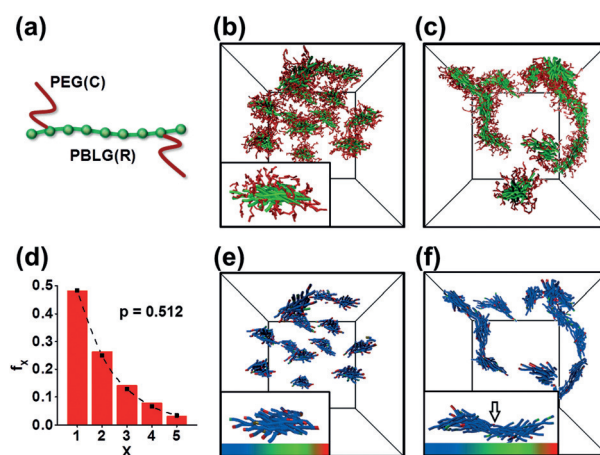 (a)
PEG(C)
PBLG(R)
(b)
(c)
(d)
0.5
0.4
0.3
0.2
0.1
0.0
f_x
p = 0.512
1 2 3 4 5
X
(e)
(f)